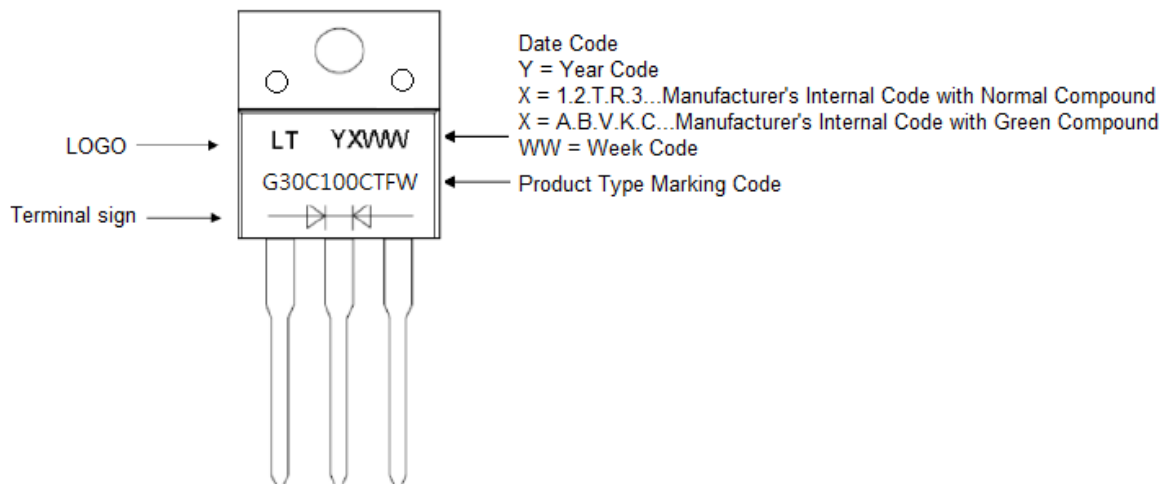 Date Code
Y = Year Code
X = 1.2.T.R.3...Manufacturer's Internal Code with Normal Compound
X = A.B.V.K.C...Manufacturer's Internal Code with Green Compound
WW = Week Code
LOGO
LT YXWW
G30C100CTFW
Product Type Marking Code
Terminal sign